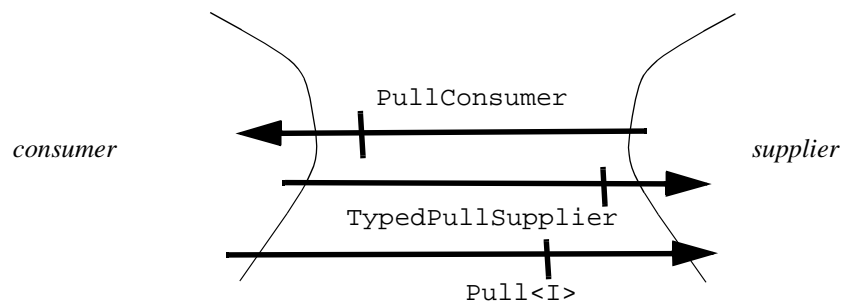 PullConsumer
consumer
supplier
TypedPullSupplier
Pull<I>